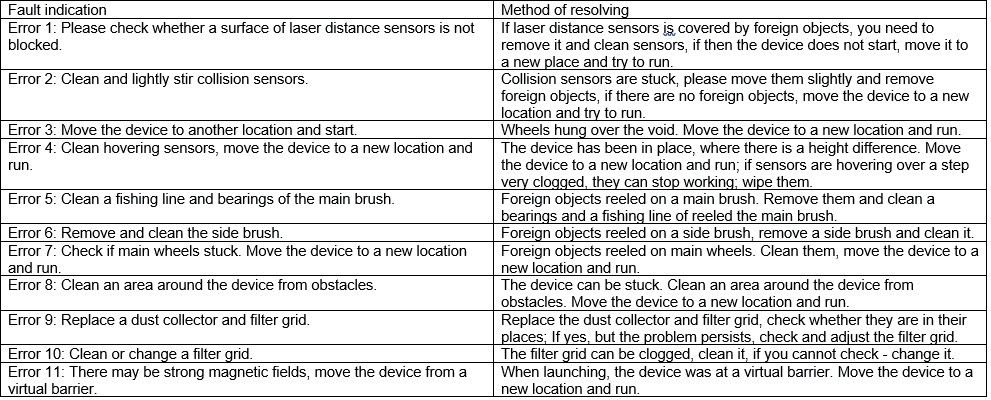 Fault indication
Method of resolving
Error 1: Please check whether a surface of laser distance sensors is not
blocked.
If laser distance sensors is covered by foreign objects, you need to
remove it and clean sensors, if then the device does not start, move it to
a new place and try to run.
Error 2: Clean and lightly stir collision sensors.
Collision sensors are stuck, please move them slightly and remove
foreign objects, if there are no foreign objects, move the device to a new
location and try to run.
Error 3: Move the device to another location and start.
Wheels hung over the void. Move the device to a new location and run.
Error 4: Clean hovering sensors, move the device to a new location and
run.
The device has been in place, where there is a height difference. Move
the device to a new location and run; if sensors are hovering over a step
very clogged, they can stop working; wipe them.
Error 5: Clean a fishing line and bearings of the main brush.
Foreign objects reeled on a main brush. Remove them and clean a
bearings and a fishing line of reeled the main brush.
Error 6: Remove and clean the side brush.
Foreign objects reeled on a side brush, remove a side brush and clean it.
Error 7: Check if main wheels stuck. Move the device to a new location
and run.
Foreign objects reeled on main wheels. Clean them, move the device to a
new location and run.
Error 8: Clean an area around the device from obstacles.
The device can be stuck. Clean an area around the device from
obstacles. Move the device to a new location and run.
Error 9: Replace a dust collector and filter grid.
Replace the dust collector and filter grid, check whether they are in their
places; If yes, but the problem persists, check and adjust the filter grid.
Error 10: Clean or change a filter grid.
The filter grid can be clogged, clean it, if you cannot check - change it.
Error 11: There may be strong magnetic fields, move the device from a
virtual barrier.
When launching, the device was at a virtual barrier. Move the device to a
new location and run.